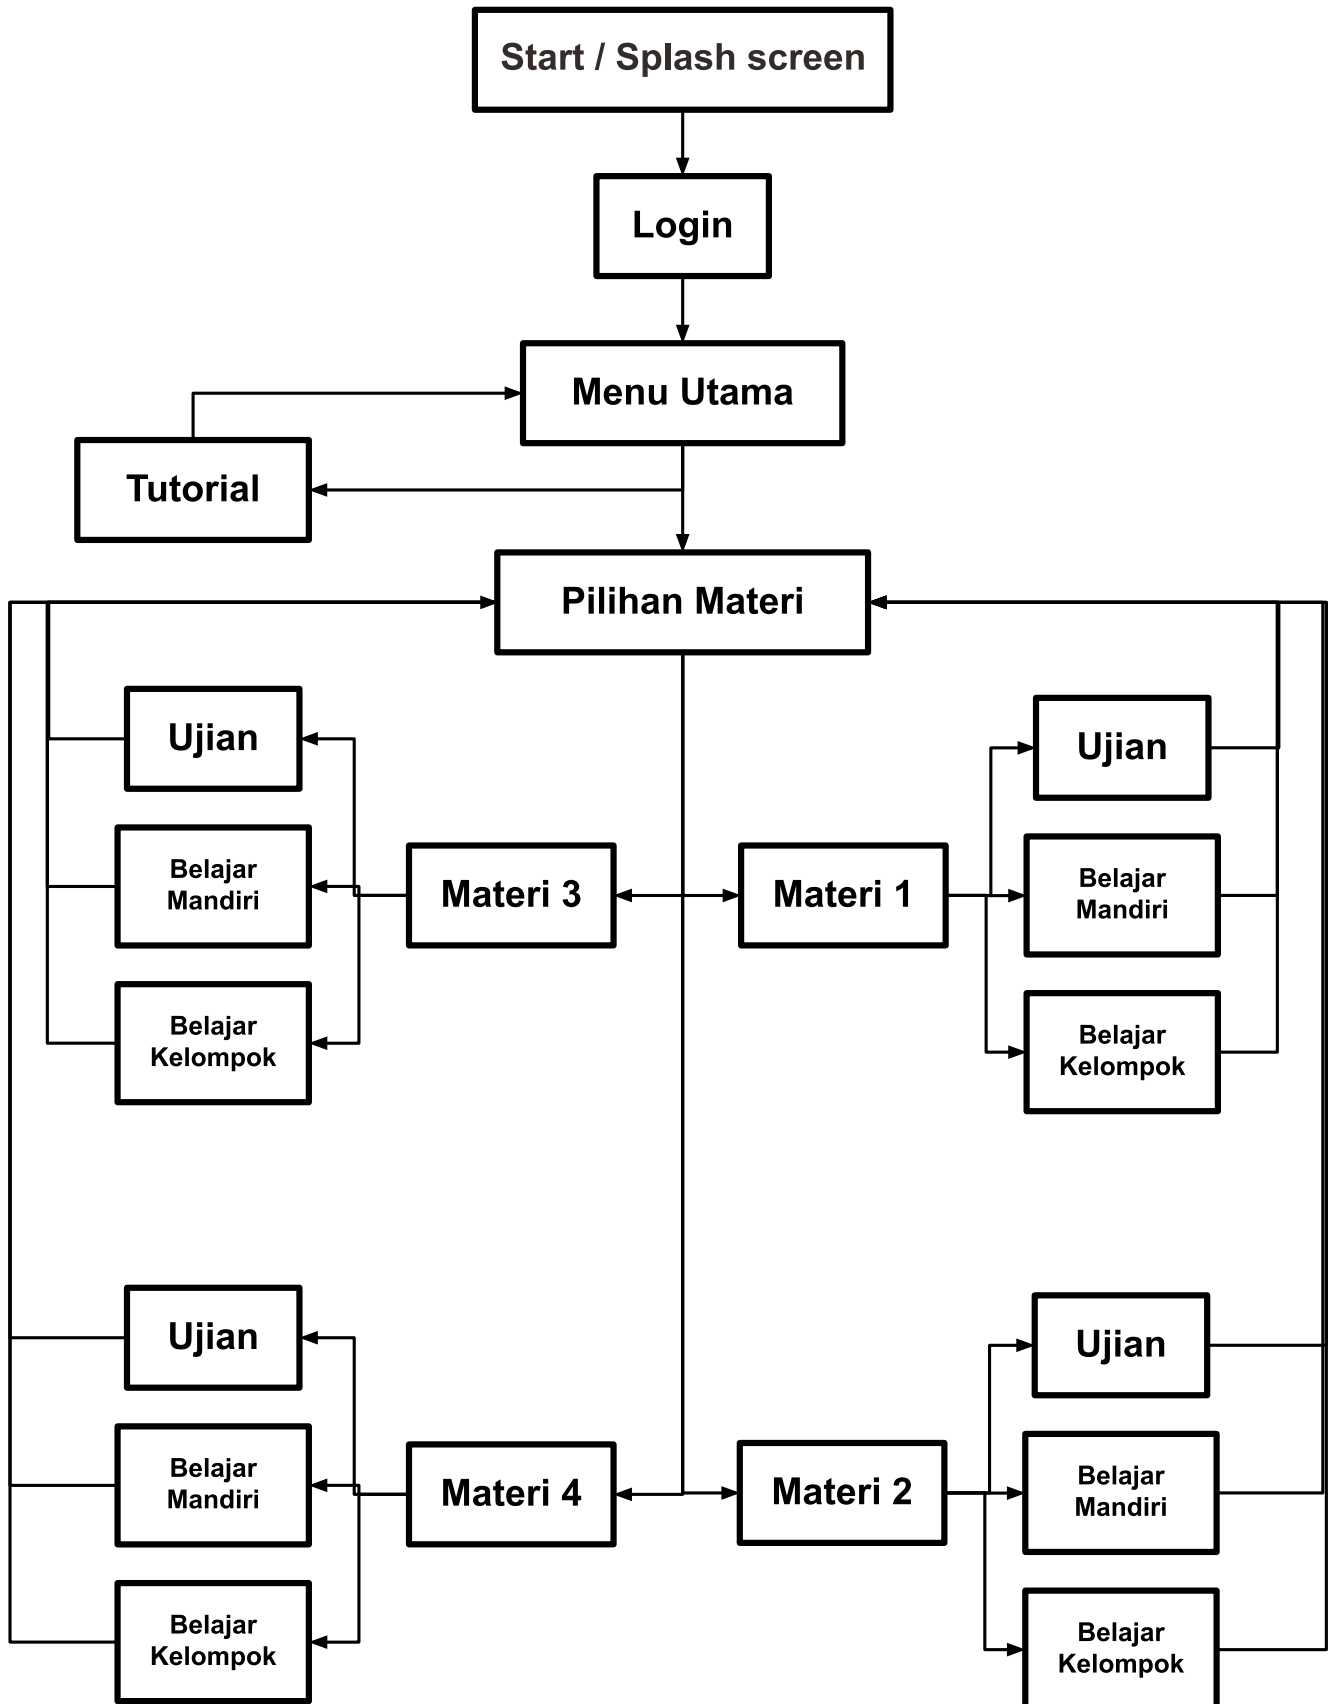 Start / Splash screen
Login
Menu Utama
Tutorial
Pilihan Materi
Ujian
Belajar
Mandiri
Belajar
Kelompok
Materi 3
Materi 1
Ujian
Belajar
Mandiri
Belajar
Kelompok
Ujian
Belajar
Mandiri
Belajar
Kelompok
Materi 4
Materi 2
Ujian
Belajar
Mandiri
Belajar
Kelompok